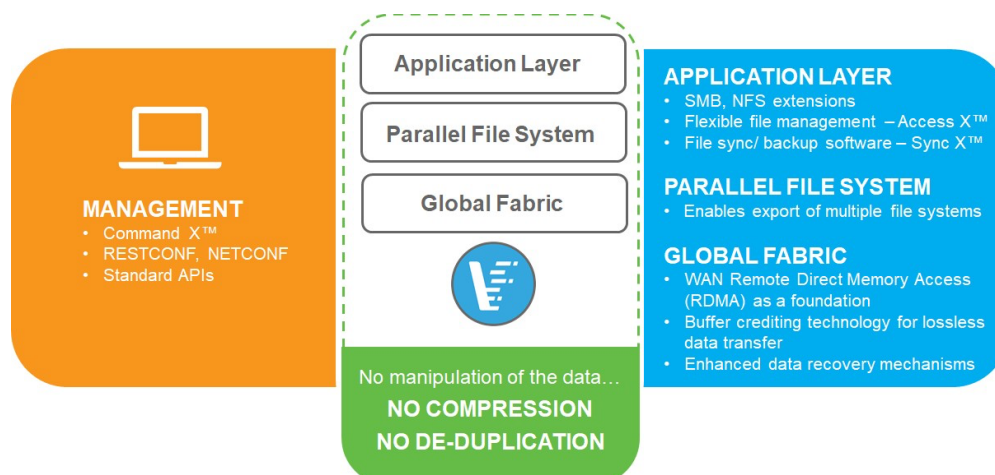 MANAGEMENT
• Command X™
• RESTCONF, NETCONF
• Standard APIs
Application Layer
Parallel File System
Global Fabric
No manipulation of the data…
NO COMPRESSION
NO DE-DUPLICATION
APPLICATION LAYER
• SMB, NFS extensions
• Flexible file management – Access X™
• File sync/ backup software – Sync X™
PARALLEL FILE SYSTEM
• Enables export of multiple file systems
GLOBAL FABRIC
• WAN Remote Direct Memory Access
(RDMA) as a foundation
• Buffer crediting technology for lossless
data transfer
• Enhanced data recovery mechanisms